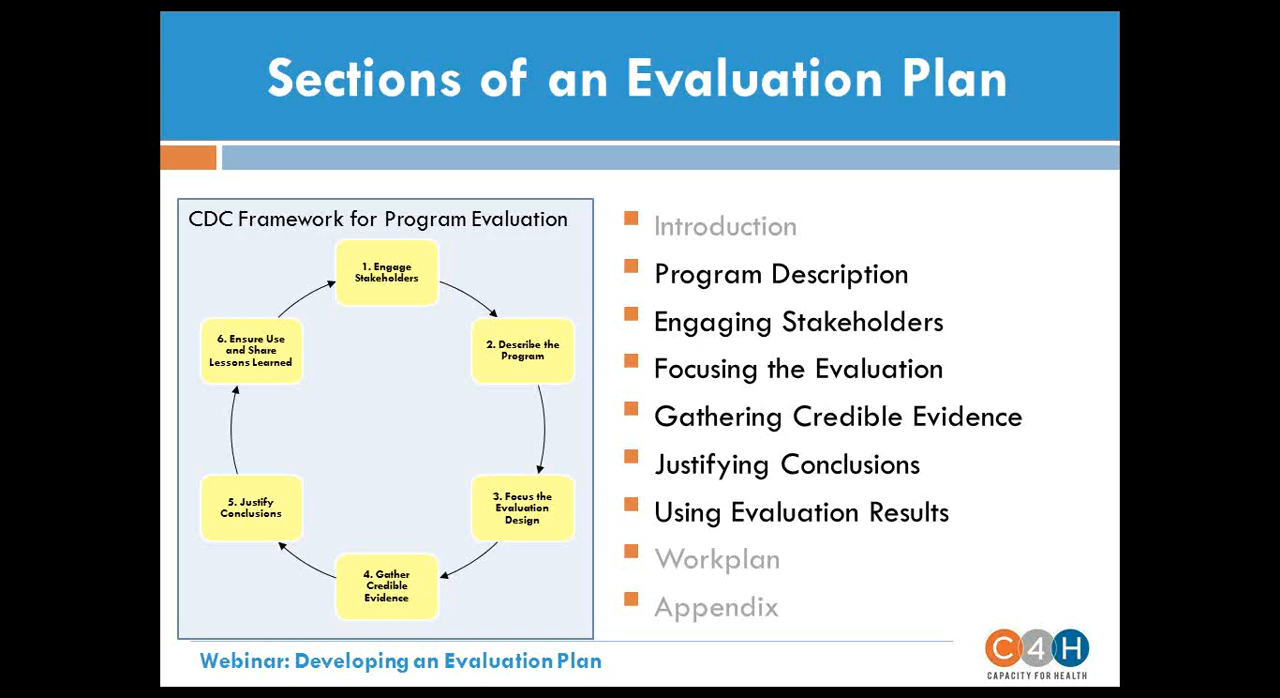 Sections of an Evaluation Plan
CDC Framework for Program Evaluation
1. Engage
Stakeholders
2. Describe the
Program
3. Focus the
Evaluation
Design
4. Gather
Credible
Evidence
5. Justify
Conclusions
6. Ensure Use
and Share
Lessons Learned
Introduction
Program Description
Engaging Stakeholders
Focusing the Evaluation
Gathering Credible Evidence
Justifying Conclusions
Using Evaluation Results
Workplan
Appendix
Webinar: Developing an Evaluation Plan
C4H
CAPACITY FOR HEALTH